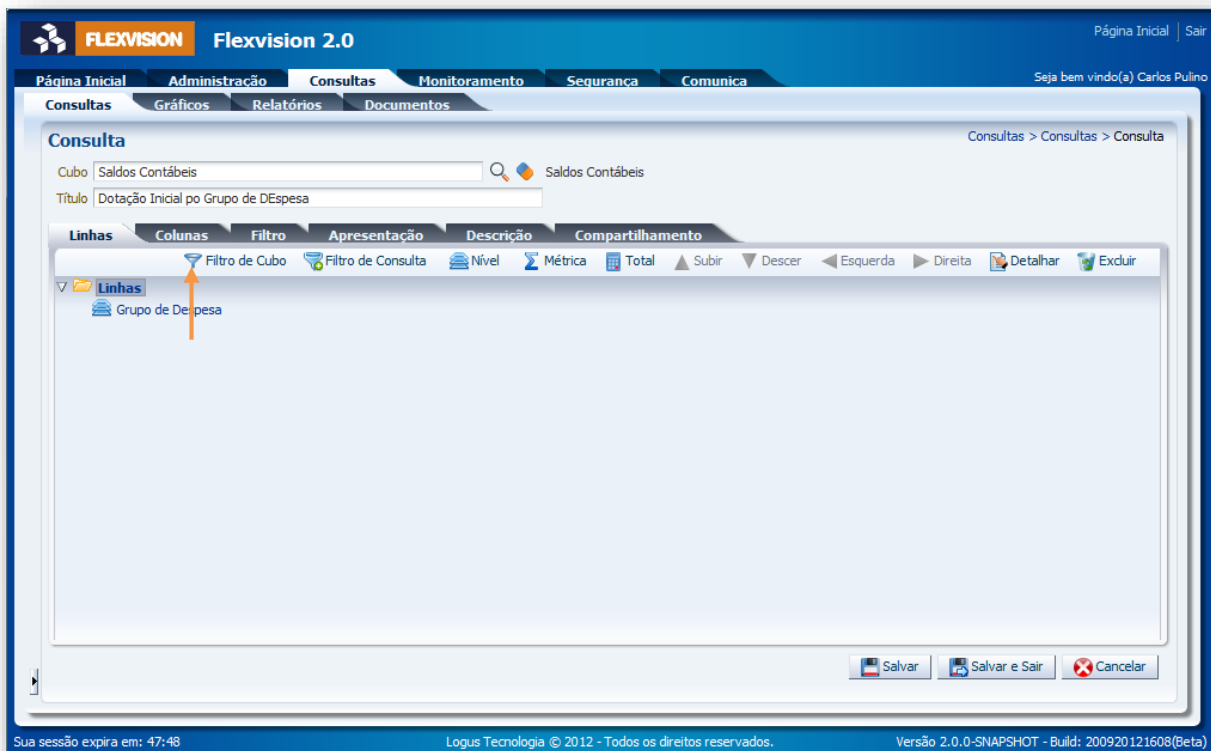 Página Inicial Sair
FLEXVISION Flexvision 2.0
Página Inicial Administração Consultas Monitoramento Segurança Comunica Seja bem vindo(a) Carlos Pulino
Consultas Gráficos Relatórios Documentos
Consulta Consultas > Consultas > Consulta
Cubo Saldos Contábeis Saldos Contábeis
Título Dotação Inicial po Grupo de DEspesa
Linhas Colunas Filtro Apresentação Descrição Compartilhamento
Filtro de Cubo Filtro de Consulta Nível Métrica Total Subir Descer Esquerda Direita Detalhar Excluir
Linhas
Grupo de Despesa
Salvar Salvar e Sair Cancelar
Sua sessão expira em: 47:48 Logus Tecnologia © 2012 - Todos os direitos reservados. Versão 2.0.0-SNAPSHOT - Build: 200920121608(Beta)